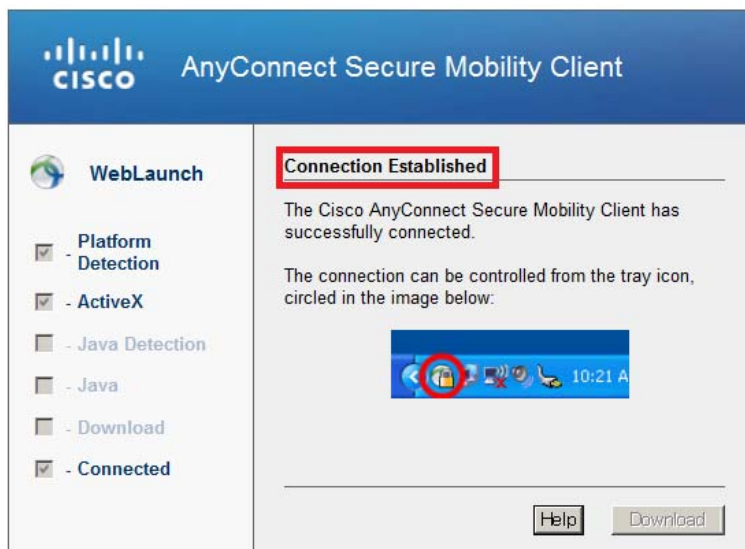 CISCO
AnyConnect Secure Mobility Client
WebLaunch
- Platform
Detection
- ActiveX
- Java Detection
- Java
- Download
- Connected
Connection Established
The Cisco AnyConnect Secure Mobility Client has
successfully connected.
The connection can be controlled from the tray icon,
circled in the image below:
10:21 A
Help
Download